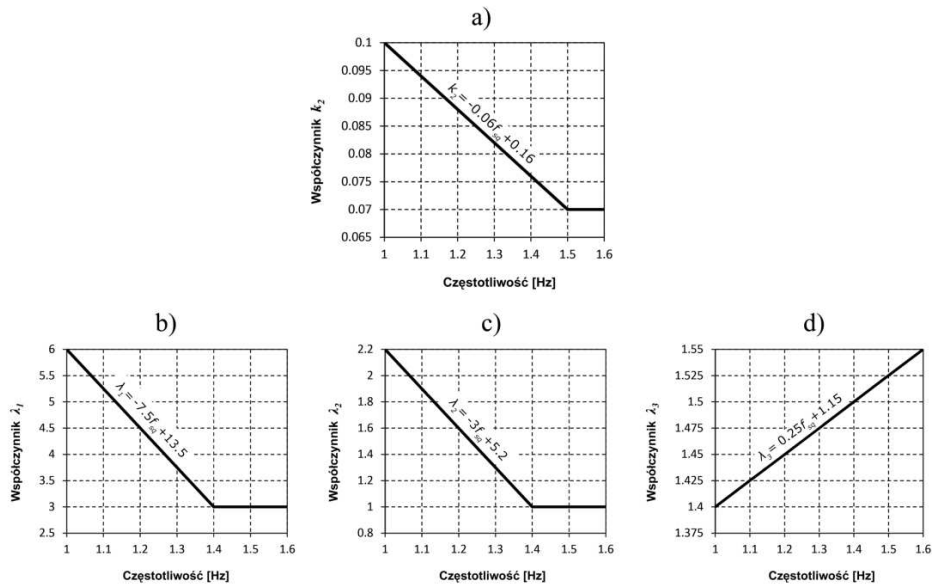 a)
0.1
0.095
0.09
0.085
0.08
0.075
0.07
0.065
Współczynnik k₂
k₂ = -0.06f_sq+0.16
1 1.1 1.2 1.3 1.4 1.5 1.6
Częstotliwość [Hz]
b)
6
5.5
5
4.5
4
3.5
3
2.5
Współczynnik λ₁
λ₁ = -7.5f_sq+13.5
1 1.1 1.2 1.3 1.4 1.5 1.6
Częstotliwość [Hz]
c)
2.2
2
1.8
1.6
1.4
1.2
1
0.8
Współczynnik λ₂
λ₂ = -3f_sq+5.2
1 1.1 1.2 1.3 1.4 1.5 1.6
Częstotliwość [Hz]
d)
1.55
1.525
1.5
1.475
1.45
1.425
1.4
1.375
Współczynnik λ₃
λ₃ = 0.25f_sq+1.15
1 1.1 1.2 1.3 1.4 1.5 1.6
Częstotliwość [Hz]